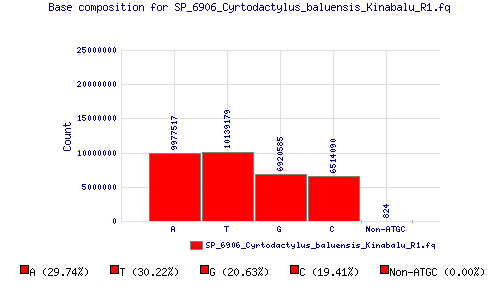 Base composition for SP_6906_Cyrtodactylus_baluensis_Kinabalu_R1.fq
25000000
20000000
15000000
10000000
5000000
0
Count
9977517
10139179
6920585
6514090
824
A T G C Non-ATGC
SP_6906_Cyrtodactylus_baluensis_Kinabalu_R1.fq
A (29.74%) T (30.22%) G (20.63%) C (19.41%) Non-ATGC (0.00%)